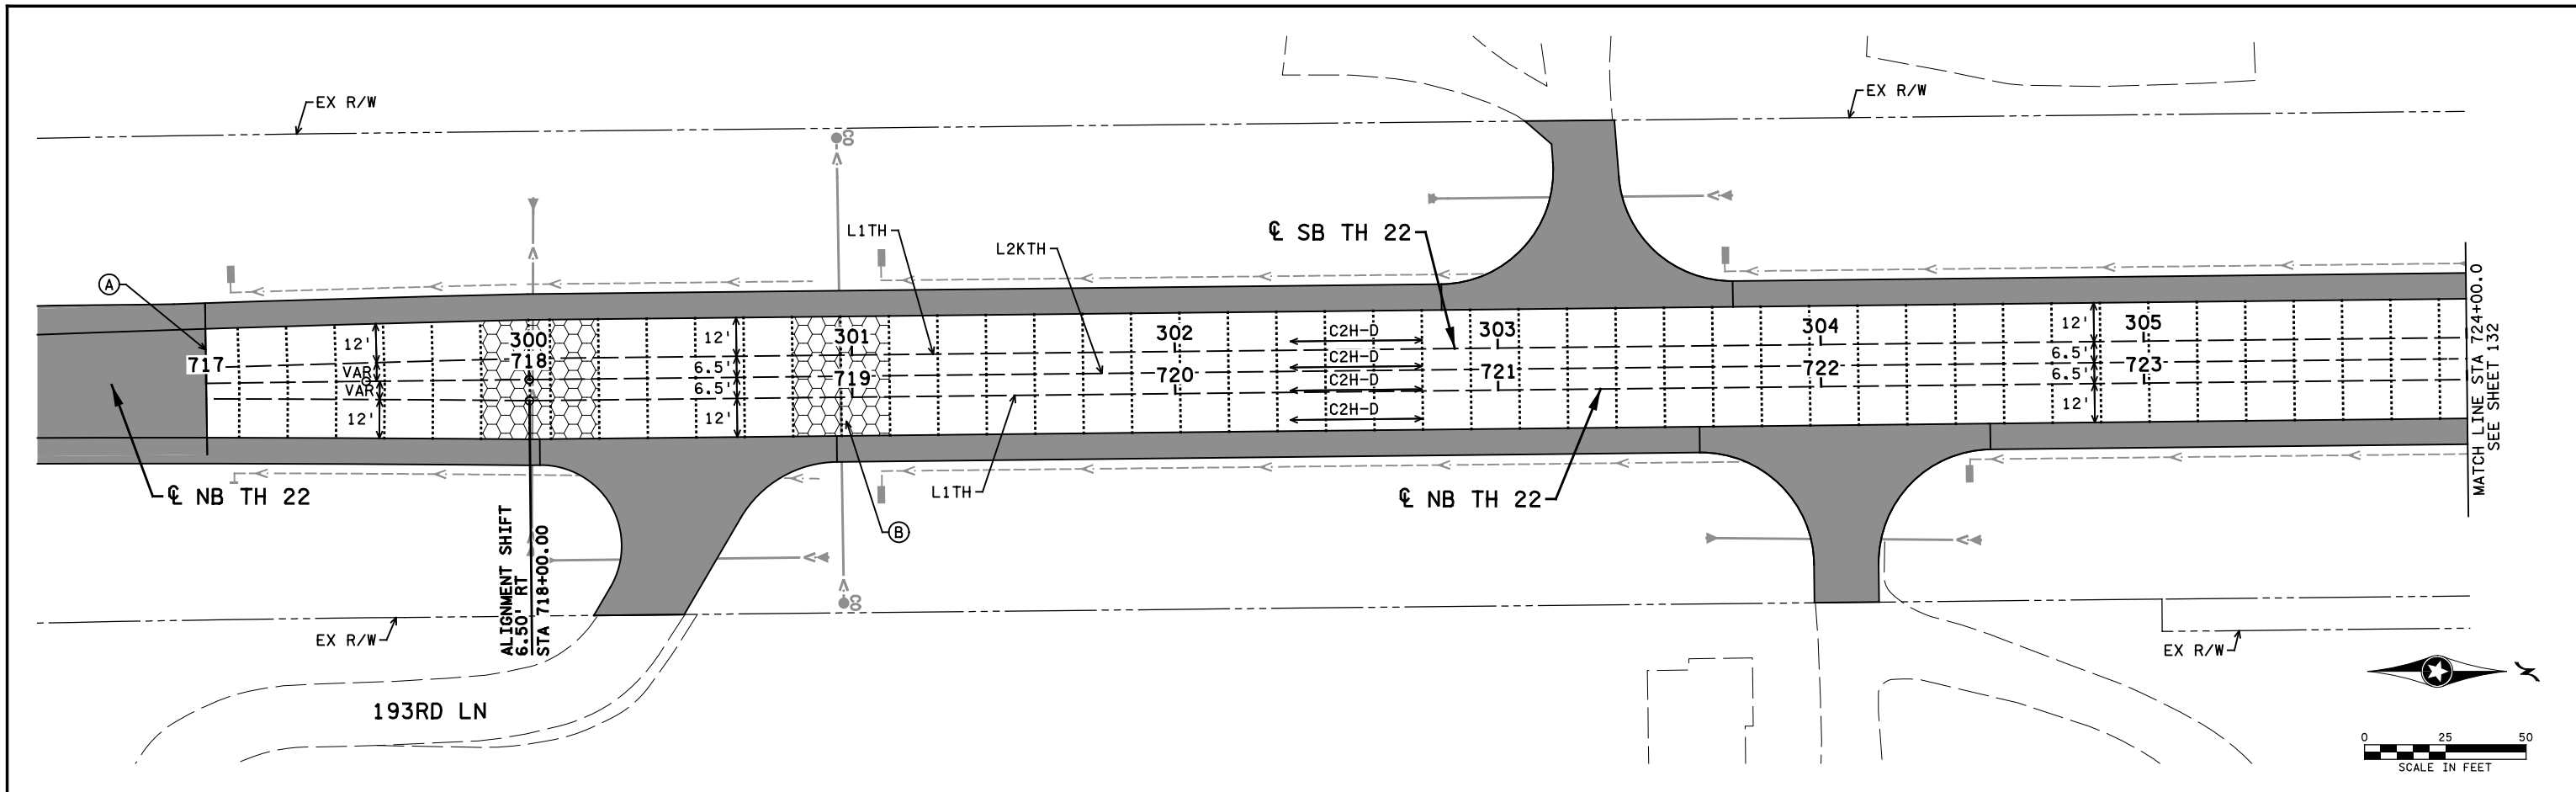 EX R/W
EX R/W
CO
A
L1TH
L2KTH
℄ SB TH 22
300
301
302
303
304
305
717
718
719
720
721
722
723
12'
VAR
VAR
12'
12'
6.5'
6.5'
12'
C2H-D
C2H-D
C2H-D
C2H-D
12'
6.5'
6.5'
12'
MATCH LINE STA 724+00.0
SEE SHEET 132
℄ NB TH 22
L1TH
℄ NB TH 22
B
ALIGNMENT SHIFT
6.50' RT
STA 718+00.00
CO
EX R/W
EX R/W
193RD LN
N
0 25 50
SCALE IN FEET